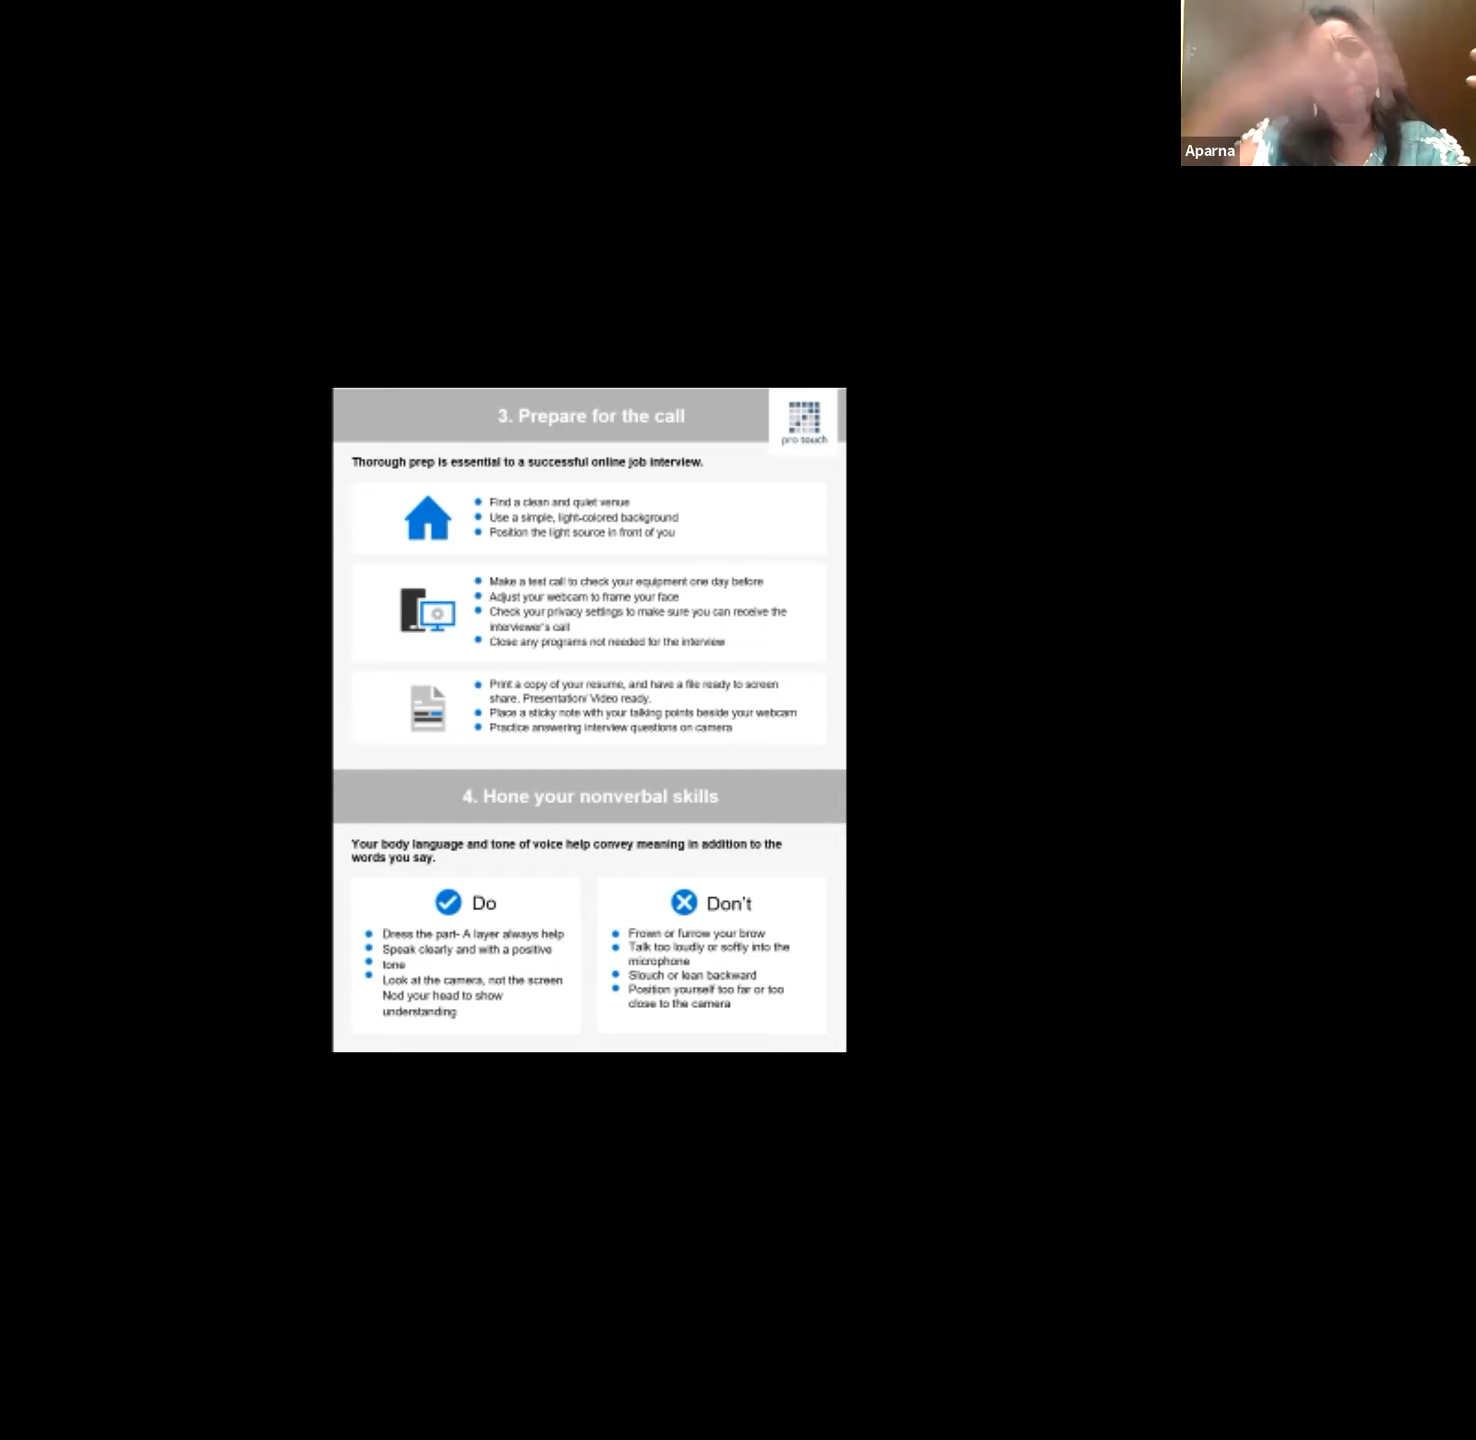 Aparna
3. Prepare for the call
pro touch
Thorough prep is essential to a successful online job interview.
Find a clean and quiet venue
Use a simple, light-colored background
Position the light source in front of you
Make a test call to check your equipment one day before
Adjust your webcam to frame your face
Check your privacy settings to make sure you can receive the
interviewer's call
Close any programs not needed for the interview
Print a copy of your resume, and have a file ready to screen
share. Presentation/ Video ready.
Place a sticky note with your talking points beside your webcam
Practice answering interview questions on camera
4. Hone your nonverbal skills
Your body language and tone of voice help convey meaning in addition to the
words you say.
Do
Dress the part- A layer always help
Speak clearly and with a positive
tone
Look at the camera, not the screen
Nod your head to show
understanding
Don't
Frown or furrow your brow
Talk too loudly or softly into the
microphone
Slouch or lean backward
Position yourself too far or too
close to the camera